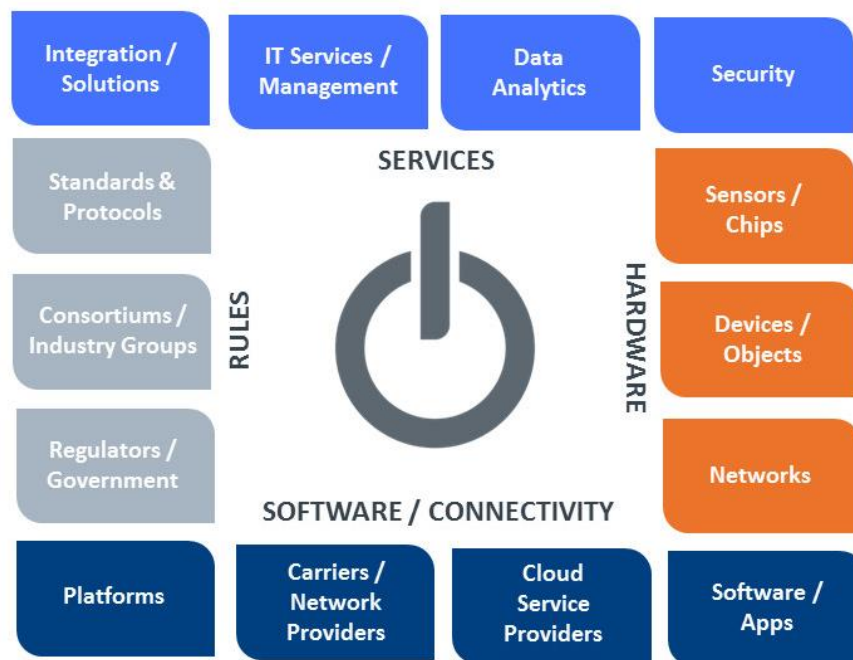 Integration /
Solutions
IT Services /
Management
Data
Analytics
Security
SERVICES
Standards &
Protocols
Sensors /
Chips
Consortiums /
Industry Groups
RULES
HARDWARE
Devices /
Objects
Regulators /
Government
Networks
SOFTWARE / CONNECTIVITY
Platforms
Carriers /
Network
Providers
Cloud
Service
Providers
Software /
Apps